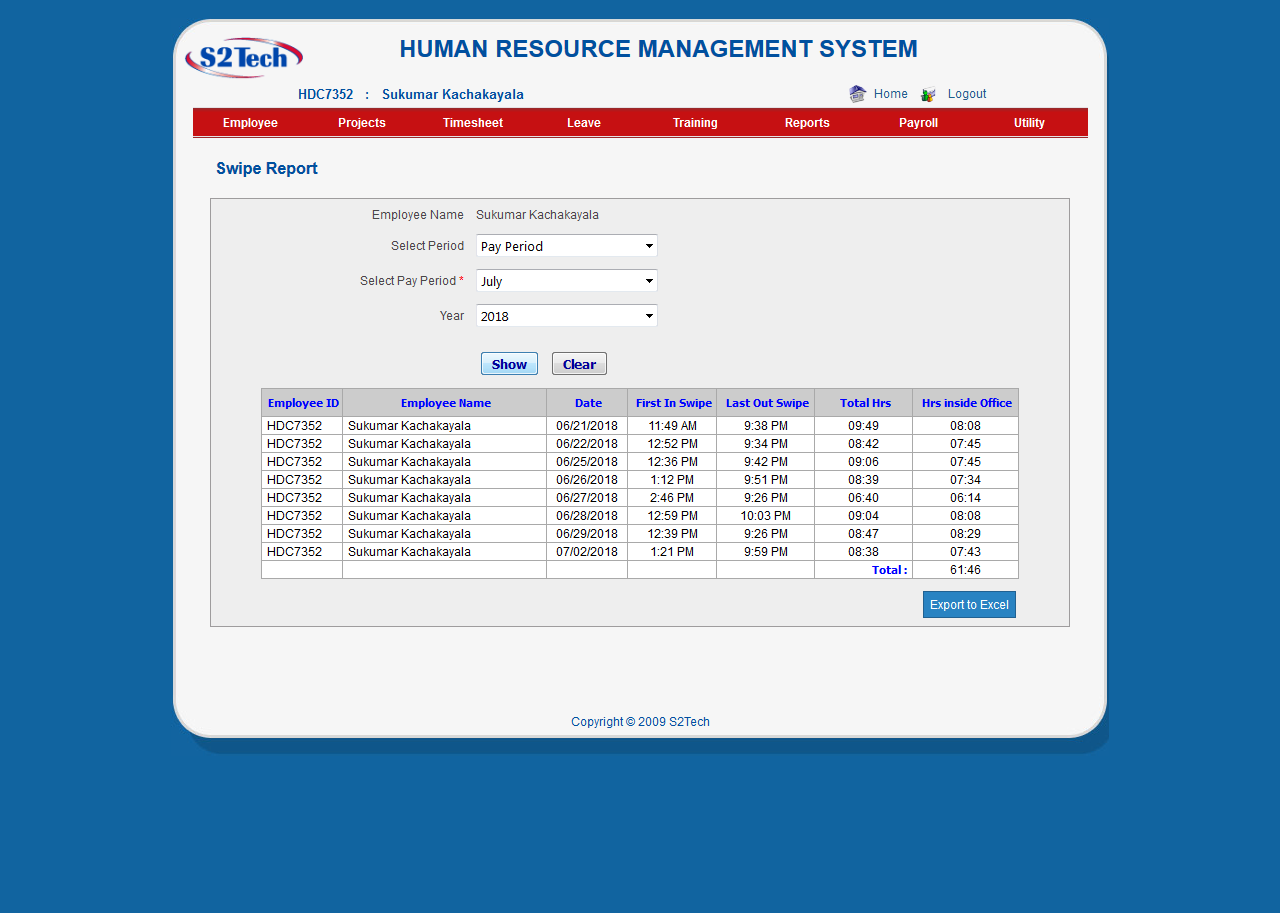 S2Tech
HUMAN RESOURCE MANAGEMENT SYSTEM
HDC7352 : Sukumar Kachakayala Home Logout
Employee Projects Timesheet Leave Training Reports Payroll Utility
Swipe Report
Employee Name Sukumar Kachakayala
Select Period Pay Period
Select Pay Period * July
Year 2018
Show Clear
Employee ID Employee Name Date First In Swipe Last Out Swipe Total Hrs Hrs inside Office
HDC7352 Sukumar Kachakayala 06/21/2018 11:49 AM 9:38 PM 09:49 08:08
HDC7352 Sukumar Kachakayala 06/22/2018 12:52 PM 9:34 PM 08:42 07:45
HDC7352 Sukumar Kachakayala 06/25/2018 12:36 PM 9:42 PM 09:06 07:45
HDC7352 Sukumar Kachakayala 06/26/2018 1:12 PM 9:51 PM 08:39 07:34
HDC7352 Sukumar Kachakayala 06/27/2018 2:46 PM 9:26 PM 06:40 06:14
HDC7352 Sukumar Kachakayala 06/28/2018 12:59 PM 10:03 PM 09:04 08:08
HDC7352 Sukumar Kachakayala 06/29/2018 12:39 PM 9:26 PM 08:47 08:29
HDC7352 Sukumar Kachakayala 07/02/2018 1:21 PM 9:59 PM 08:38 07:43
Total : 61:46
Export to Excel
Copyright © 2009 S2Tech